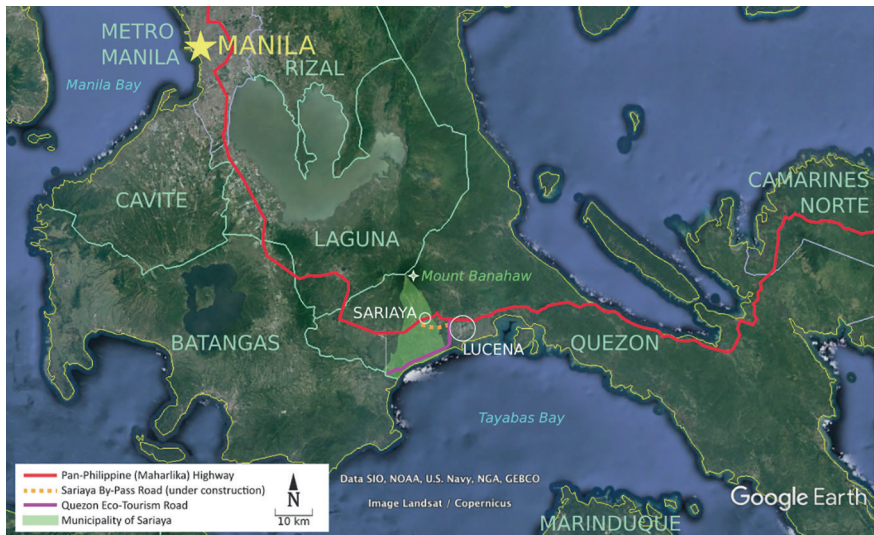 METRO
MANILA
MANILA
RIZAL
Manila Bay
CAVITE
CAMARINES
NORTE
LAGUNA
Mount Banahaw
SARIAYA
BATANGAS
LUCENA
QUEZON
Tayabas Bay
Pan-Philippine (Maharlika) Highway
Sariaya By-Pass Road (under construction)
Quezon Eco-Tourism Road
Municipality of Sariaya
N
10 km
Data SIO, NOAA, U.S. Navy, NGA, GEBCO
Image Landsat / Copernicus
Google Earth
MARINDUQUE